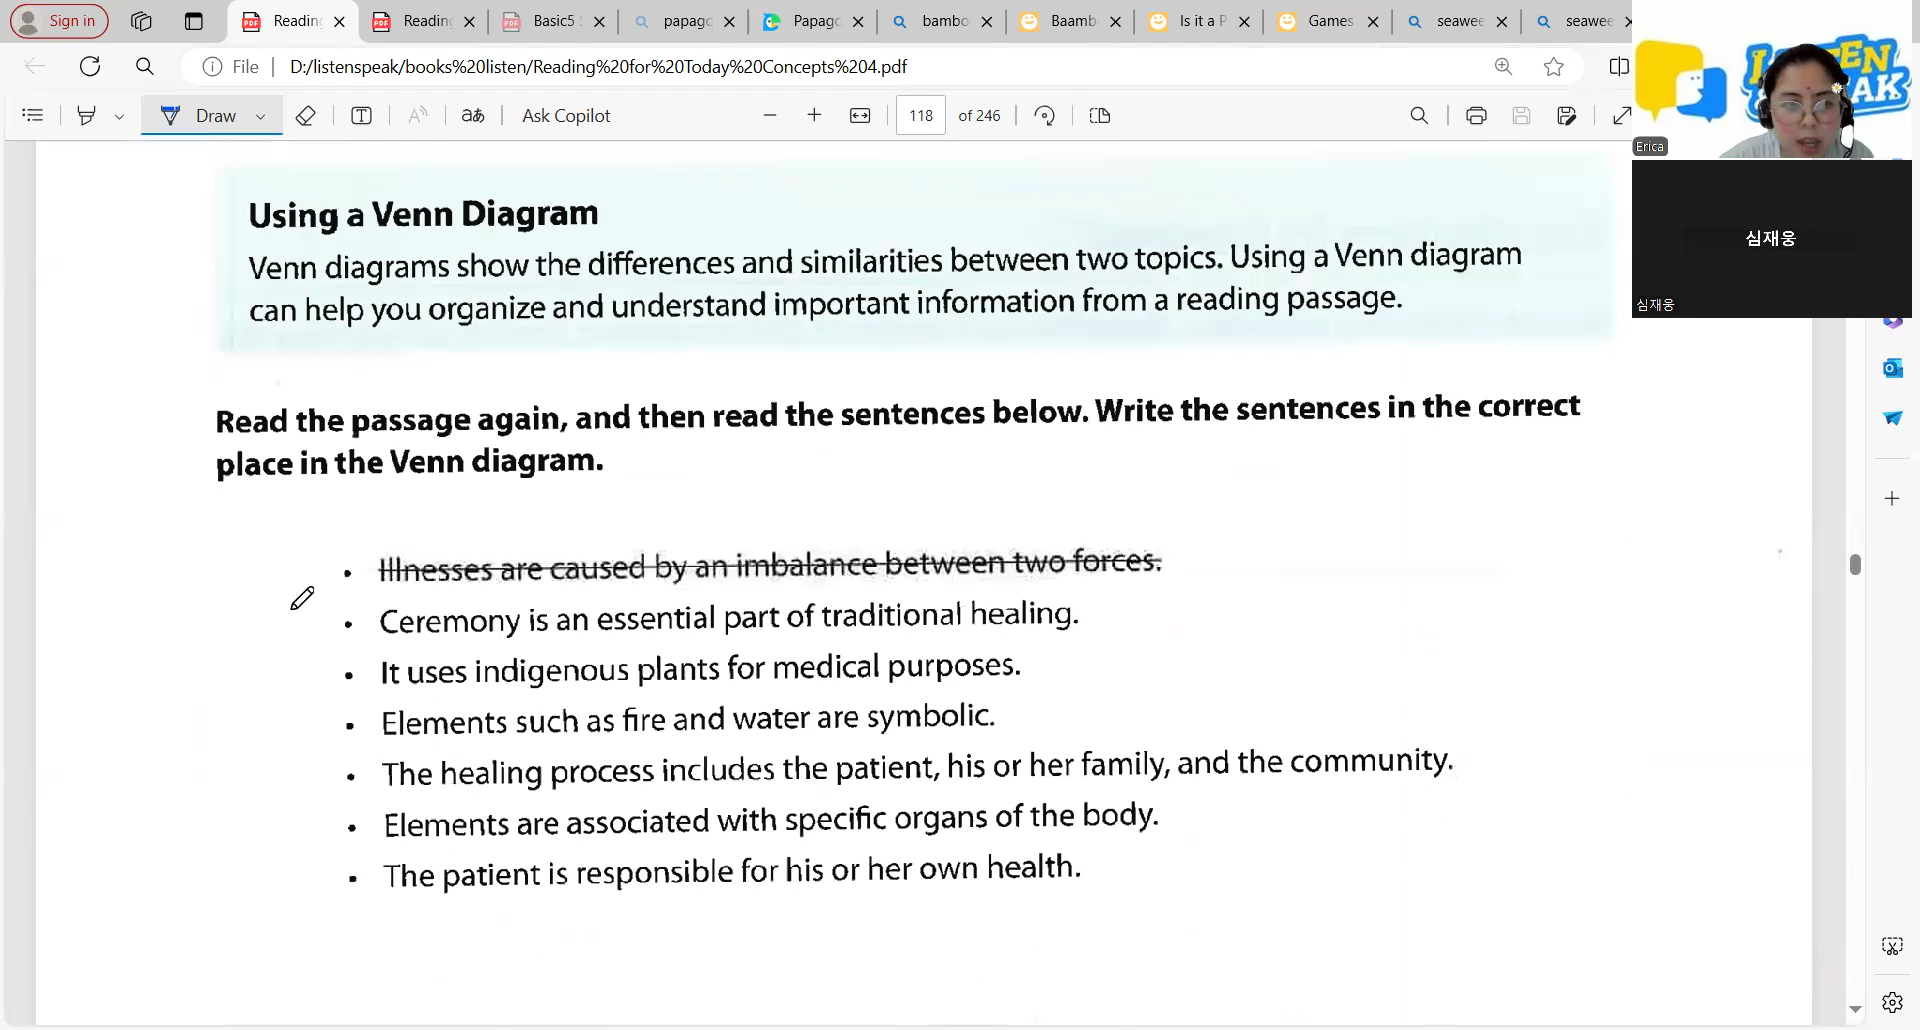 Sign in
Reading
Reading
Basic5
papago
Papago
bambo
Baamb
Is it a P
Games
seawee
seawee
File
D:/listenspeak/books%20listen/Reading%20for%20Today%20Concepts%204.pdf
Draw
aあ
Ask Copilot
118 of 246
Erica
심재웅
심재웅
Using a Venn Diagram
Venn diagrams show the differences and similarities between two topics. Using a Venn diagram
can help you organize and understand important information from a reading passage.
Read the passage again, and then read the sentences below. Write the sentences in the correct
place in the Venn diagram.
• Illnesses are caused by an imbalance between two forces.
• Ceremony is an essential part of traditional healing.
• It uses indigenous plants for medical purposes.
• Elements such as fire and water are symbolic.
• The healing process includes the patient, his or her family, and the community.
• Elements are associated with specific organs of the body.
• The patient is responsible for his or her own health.